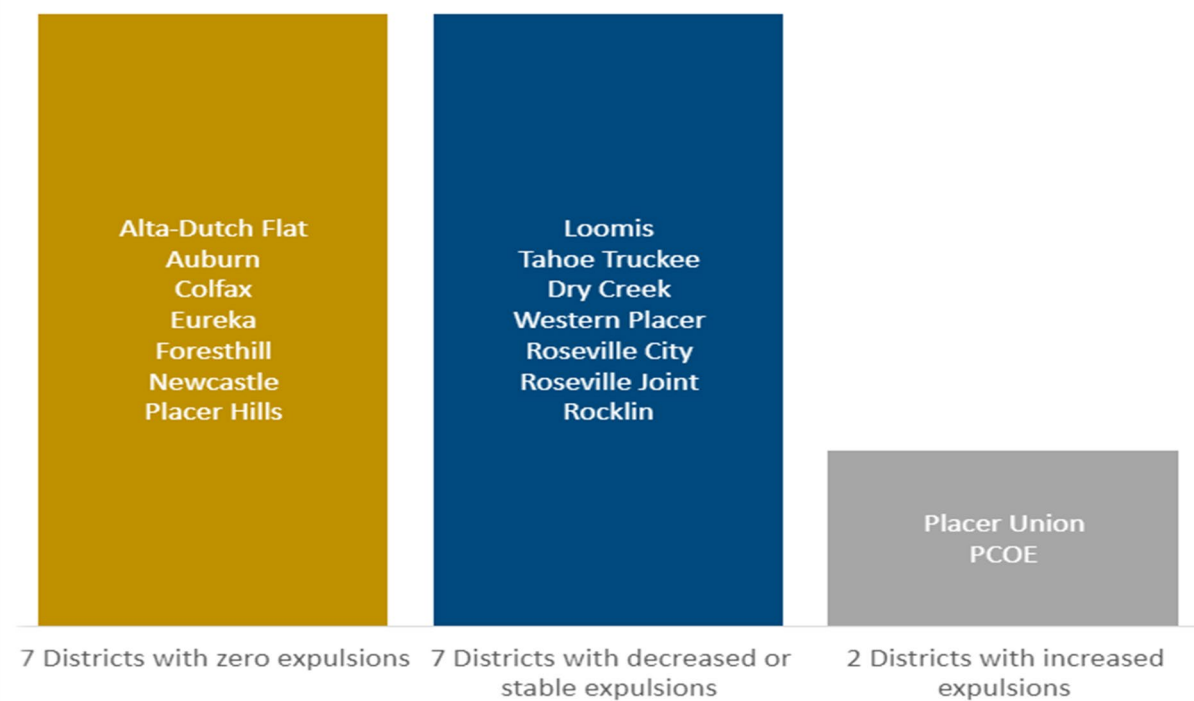 Alta-Dutch Flat
Auburn
Colfax
Eureka
Foresthill
Newcastle
Placer Hills
Loomis
Tahoe Truckee
Dry Creek
Western Placer
Roseville City
Roseville Joint
Rocklin
Placer Union
PCOE
7 Districts with zero expulsions
7 Districts with decreased or
stable expulsions
2 Districts with increased
expulsions